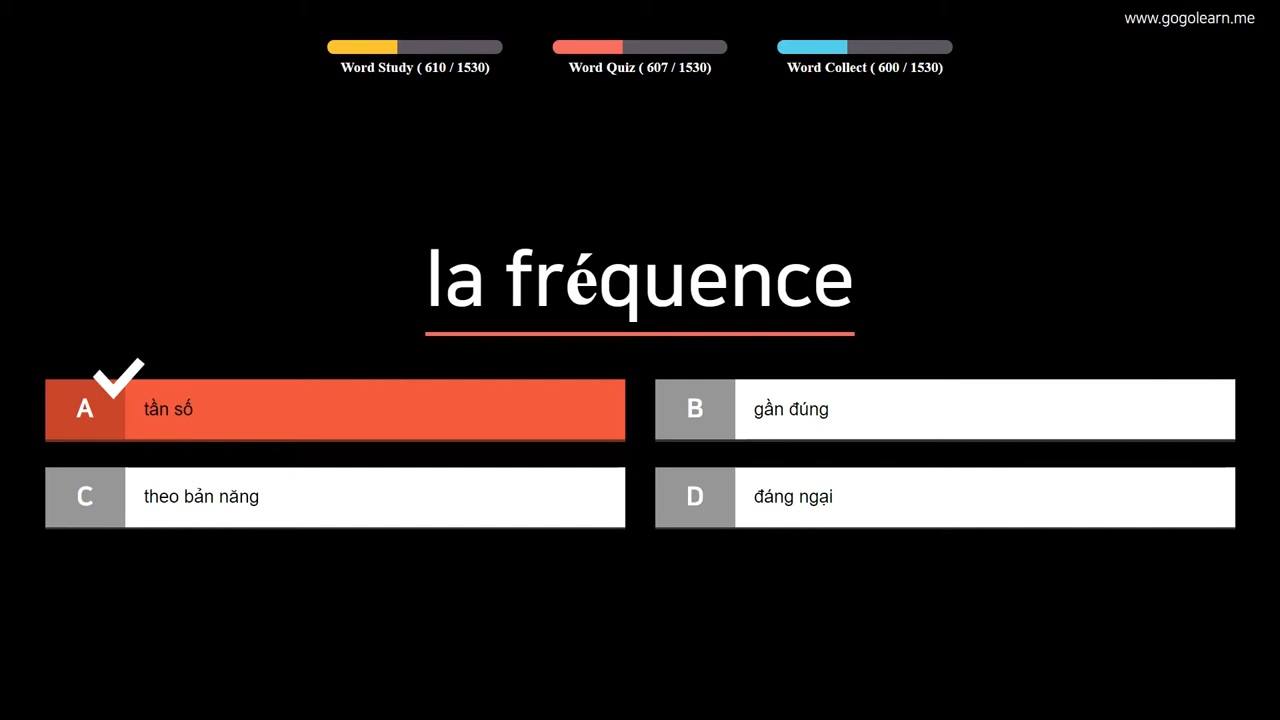 www.gogolearn.me
Word Study ( 610 / 1530)
Word Quiz ( 607 / 1530)
Word Collect ( 600 / 1530)
la fréquence
A tần số
B gần đúng
C theo bản năng
D đáng ngại